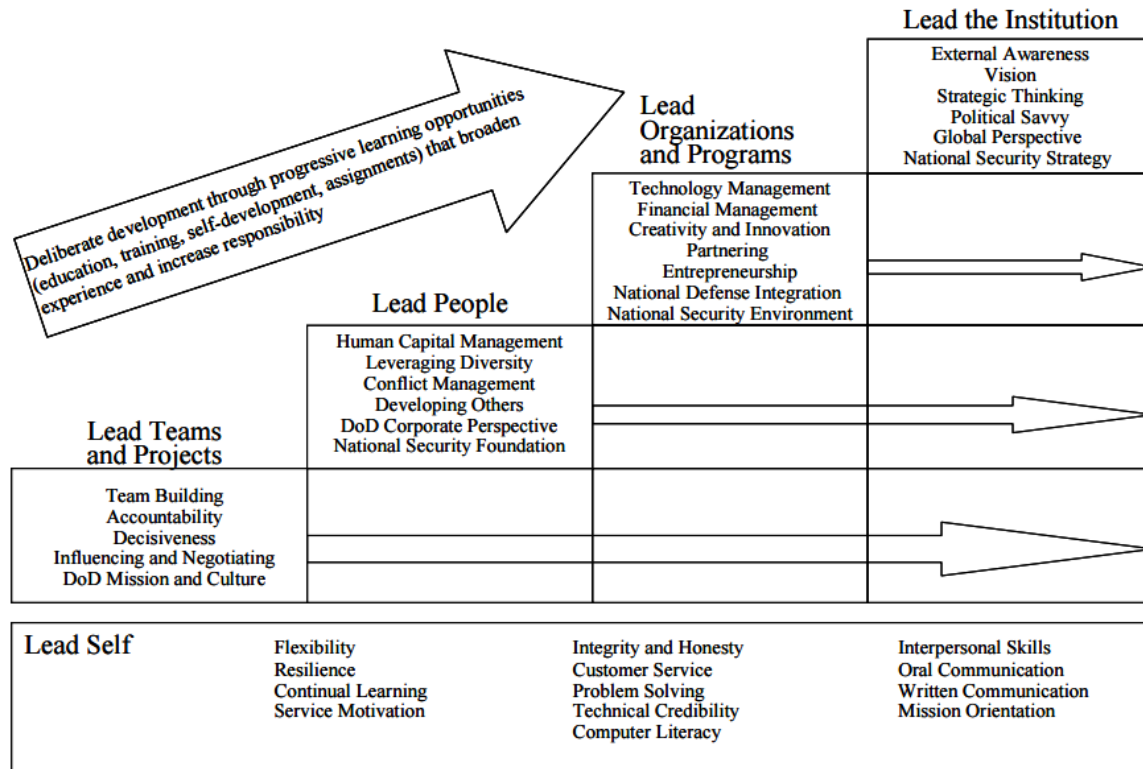 Lead the Institution
External Awareness
Vision
Strategic Thinking
Political Savvy
Global Perspective
National Security Strategy
Deliberate development through progressive learning opportunities
(education, training, self-development, assignments) that broaden
experience and increase responsibility
Lead
Organizations
and Programs
Technology Management
Financial Management
Creativity and Innovation
Partnering
Entrepreneurship
National Defense Integration
National Security Environment
Lead People
Human Capital Management
Leveraging Diversity
Conflict Management
Developing Others
DoD Corporate Perspective
National Security Foundation
Lead Teams
and Projects
Team Building
Accountability
Decisiveness
Influencing and Negotiating
DoD Mission and Culture
Lead Self
Flexibility
Resilience
Continual Learning
Service Motivation
Integrity and Honesty
Customer Service
Problem Solving
Technical Credibility
Computer Literacy
Interpersonal Skills
Oral Communication
Written Communication
Mission Orientation